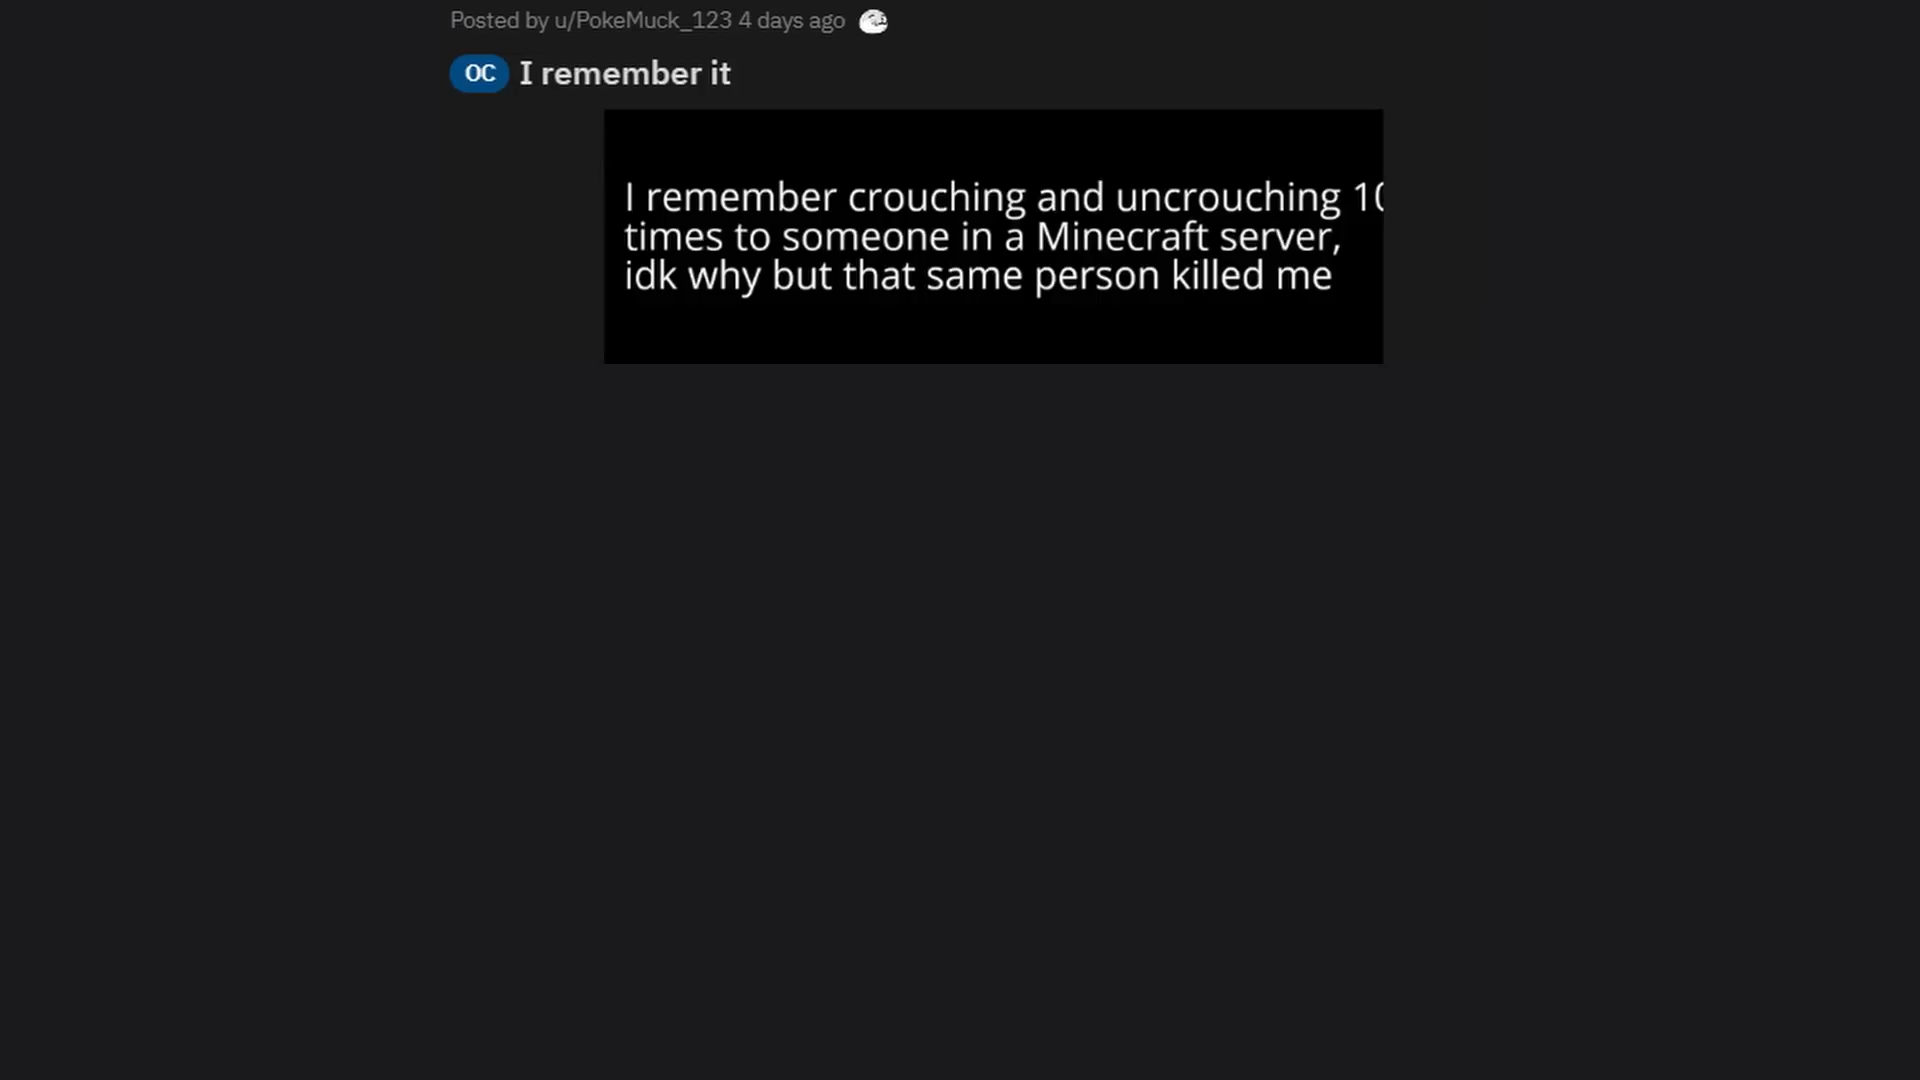 Posted by u/PokeMuck_123 4 days ago
OC I remember it
I remember crouching and uncrouching 10
times to someone in a Minecraft server,
idk why but that same person killed me